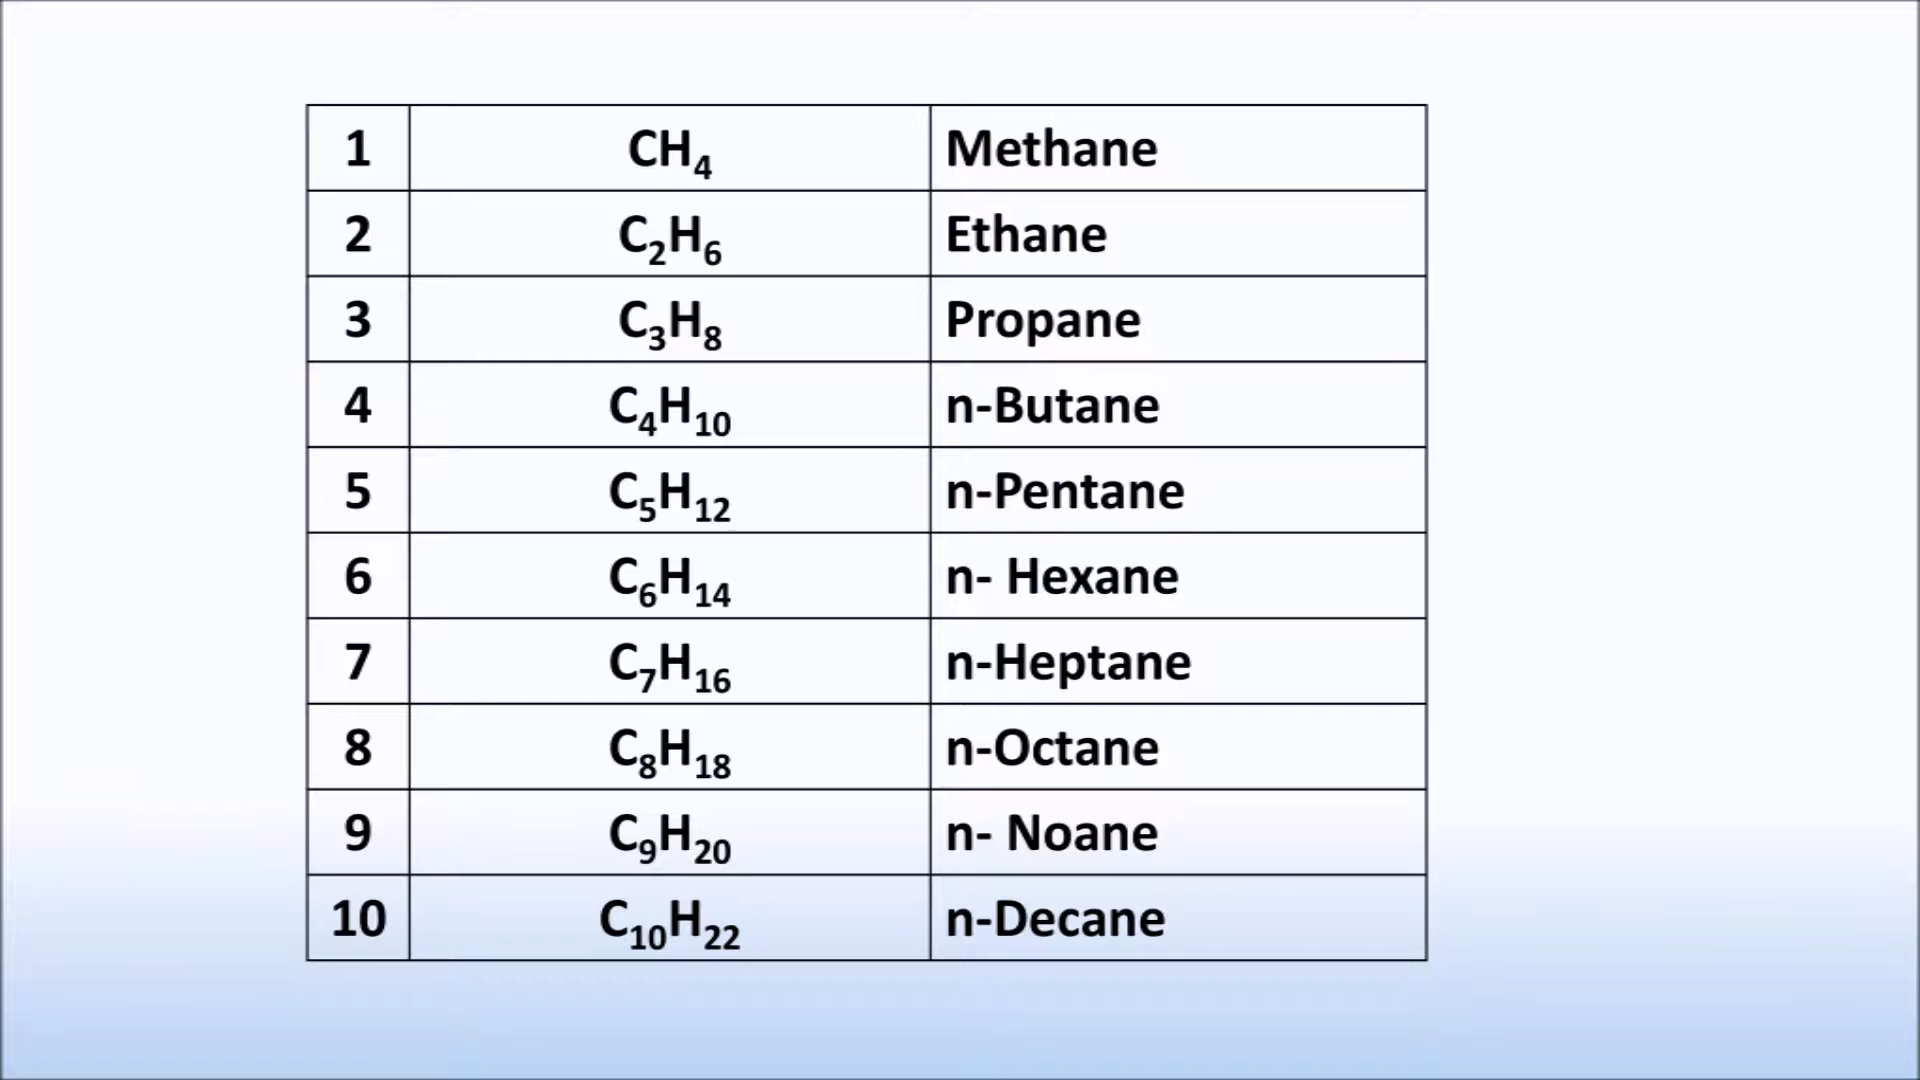 1 CH₄ Methane
2 C₂H₆ Ethane
3 C₃H₈ Propane
4 C₄H₁₀ n-Butane
5 C₅H₁₂ n-Pentane
6 C₆H₁₄ n- Hexane
7 C₇H₁₆ n-Heptane
8 C₈H₁₈ n-Octane
9 C₉H₂₀ n- Noane
10 C₁₀H₂₂ n-Decane